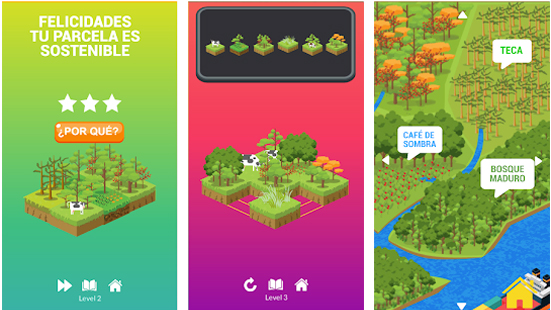 FELICIDADES
TU PARCELA ES
SOSTENIBLE
¿POR QUÉ?
Level 2
Level 3
TECA
CAFÉ DE
SOMBRA
BOSQUE
MADURO